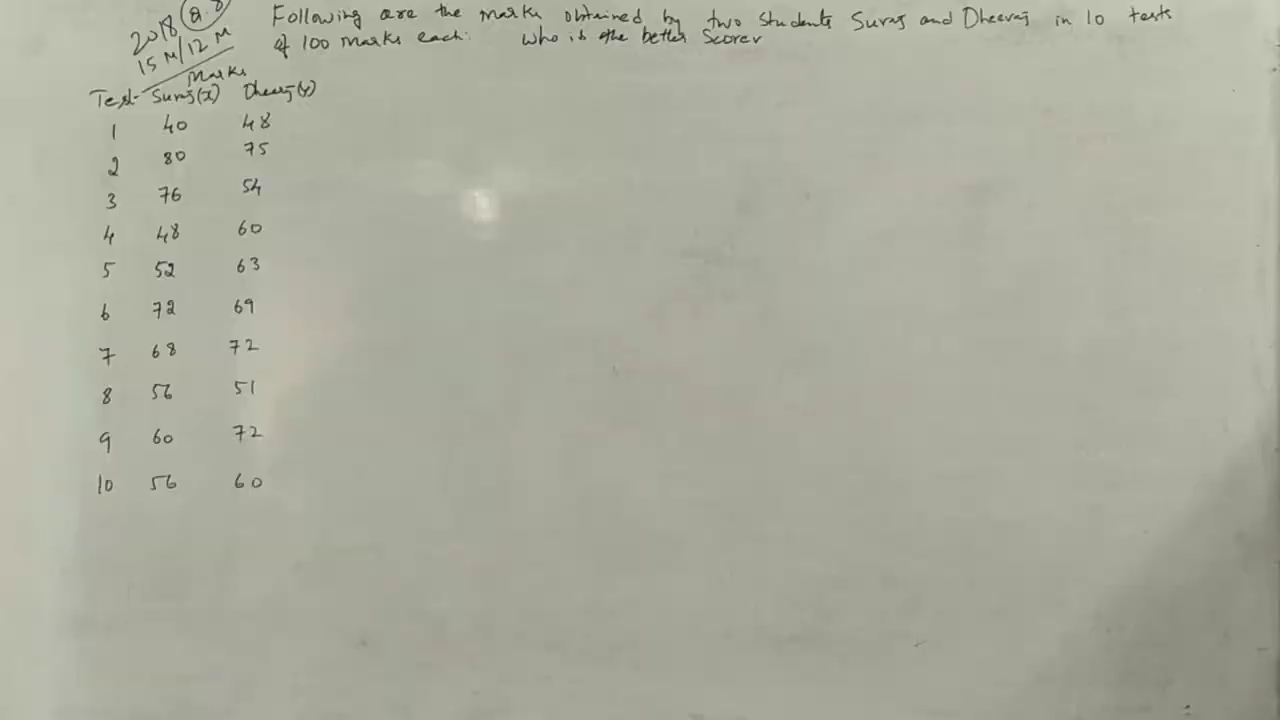 2018 Q.8
15 M/12 M
Following are the marks obtained by two students Suraj and Dheeraj in 10 tests
of 100 marks each. Who is the better Scorer
Marks
Test Suraj(x) Dheeraj(y)
1 40 48
2 80 75
3 76 54
4 48 60
5 52 63
6 72 69
7 68 72
8 56 51
9 60 72
10 56 60